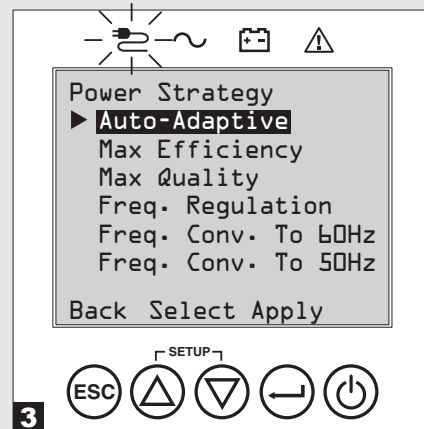 Power Strategy
Auto-Adaptive
Max Efficiency
Max Quality
Freq. Regulation
Freq. Conv. To 60Hz
Freq. Conv. To 50Hz
Back Select Apply
SETUP
ESC
3